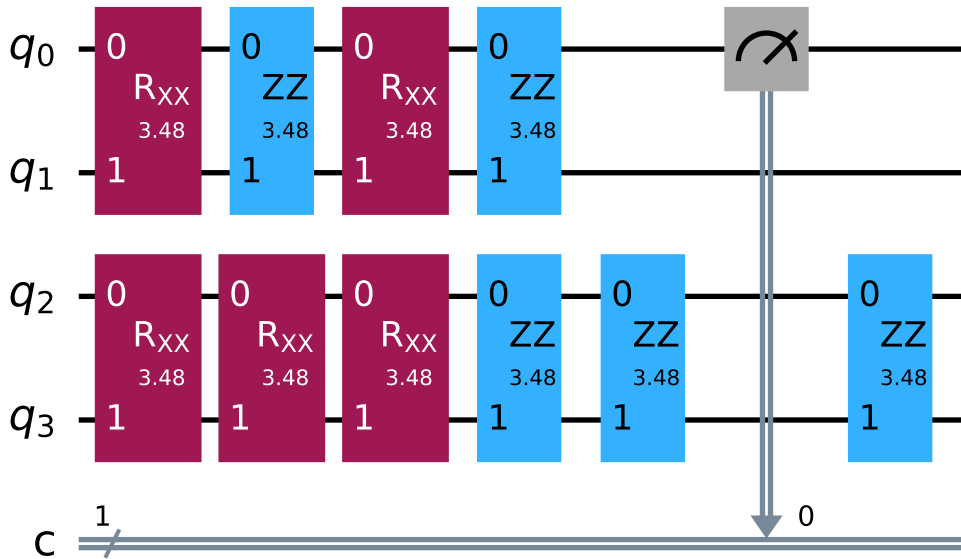 q0 0 0 0 0
RXX ZZ RXX ZZ
3.48 3.48 3.48 3.48
q1 1 1 1 1
q2 0 0 0 0 0 0
RXX RXX RXX ZZ ZZ ZZ
3.48 3.48 3.48 3.48 3.48 3.48
q3 1 1 1 1 1 1
1 0
c